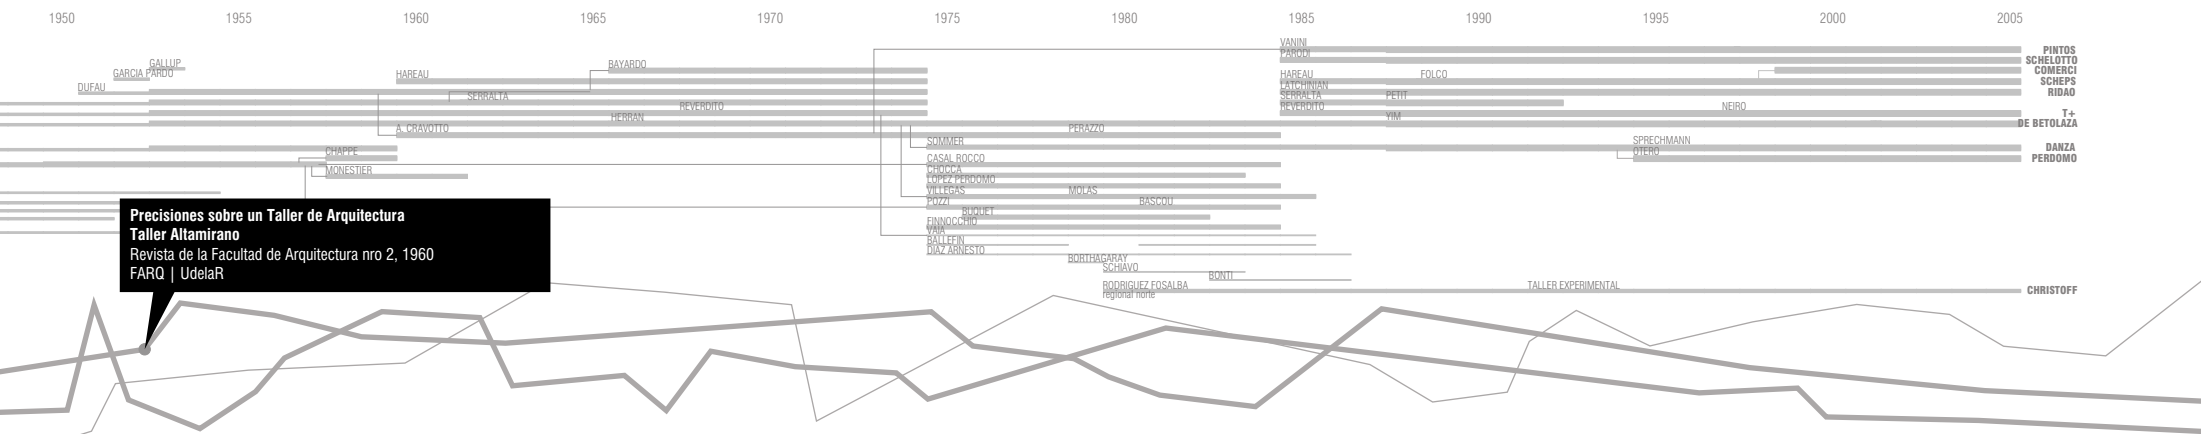 1950 1955 1960 1965 1970 1975 1980 1985 1990 1995 2000 2005
VANINI
PINTOS
PARODI
SCHELOTTO
GALLUP
BAYARDO
COMERCI
GARCIA PARDO
HAREAU
HAREAU
FOLCO
SCHEPS
DUFAU
LATCHINIAN
RIDAO
SERRALTA
SERRALTA
PETIT
REVERDITO
REVERDITO
NEIRO
T+
HERRAN
YIM
DE BETOLAZA
A. CRAVOTTO
PERAZZO
SOMMER
SPRECHMANN
DANZA
CHAPPE
OTERO
PERDOMO
CASAL ROCCO
MONESTIER
CHOCCA
LOPEZ PERDOMO
VILLEGAS
MOLAS
POZZI
BASCOU
BUQUET
FINNOCCHIO
VAIA
BALLEFIN
DIAZ ARNESTO
BORTHAGARAY
SCHIAVO
BONTI
RODRIGUEZ FOSALBA
regional norte
TALLER EXPERIMENTAL
CHRISTOFF
Precisiones sobre un Taller de Arquitectura
Taller Altamirano
Revista de la Facultad de Arquitectura nro 2, 1960
FARQ | UdelaR